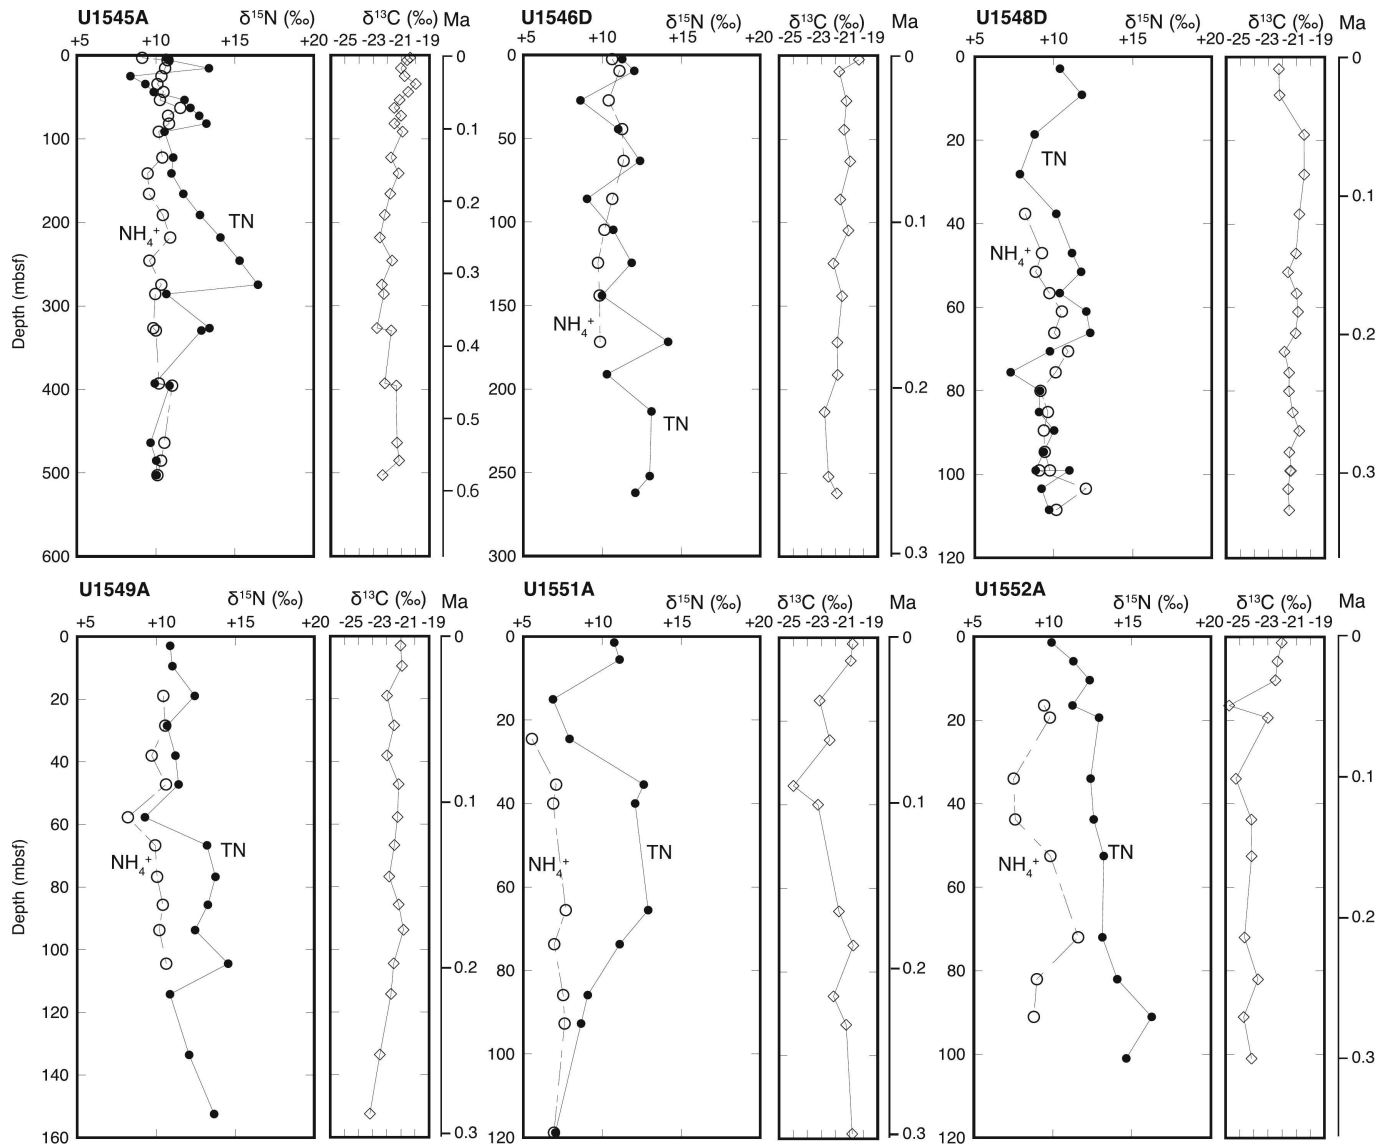 U1545A
δ15N (‰)
δ13C (‰)
Ma
+5 +10 +15 +20
-25 -23 -21 -19
0
100
200
300
400
500
600
Depth (mbsf)
NH4+
TN
0
0.1
0.2
0.3
0.4
0.5
0.6
U1546D
δ15N (‰)
δ13C (‰)
Ma
+5 +10 +15 +20
-25 -23 -21 -19
0
50
100
150
200
250
300
NH4+
TN
0
0.1
0.2
0.3
U1548D
δ15N (‰)
δ13C (‰)
Ma
+5 +10 +15 +20
-25 -23 -21 -19
0
20
40
60
80
100
120
TN
NH4+
0
0.1
0.2
0.3
U1549A
δ15N (‰)
δ13C (‰)
Ma
+5 +10 +15 +20
-25 -23 -21 -19
0
20
40
60
80
100
120
140
160
Depth (mbsf)
NH4+
TN
0
0.1
0.2
0.3
U1551A
δ15N (‰)
δ13C (‰)
Ma
+5 +10 +15 +20
-25 -23 -21 -19
0
20
40
60
80
100
120
NH4+
TN
0
0.1
0.2
0.3
U1552A
δ15N (‰)
δ13C (‰)
Ma
+5 +10 +15 +20
-25 -23 -21 -19
0
20
40
60
80
100
120
NH4+
TN
0
0.1
0.2
0.3